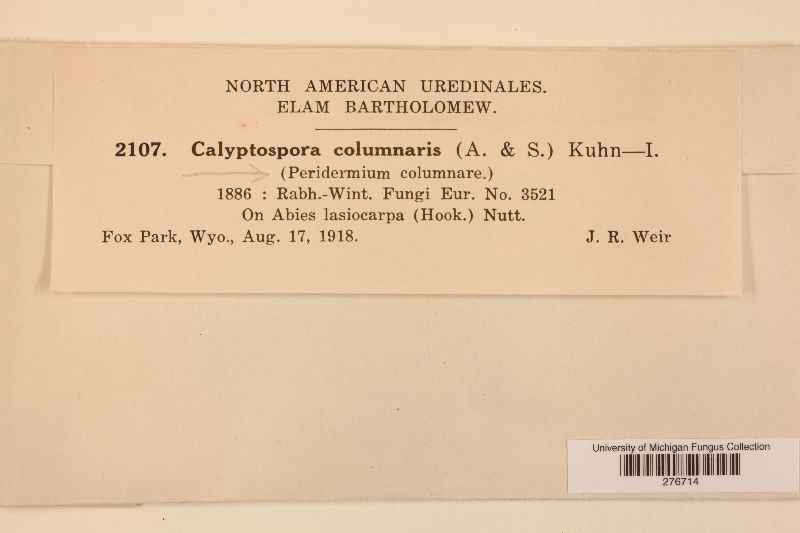 NORTH AMERICAN UREDINALES.
ELAM BARTHOLOMEW.
2107. Calyptospora columnaris (A. & S.) Kuhn—I.
(Peridermium columnare.)
1886 : Rabh.-Wint. Fungi Eur. No. 3521
On Abies lasiocarpa (Hook.) Nutt.
Fox Park, Wyo., Aug. 17, 1918. J. R. Weir
University of Michigan Fungus Collection
276714